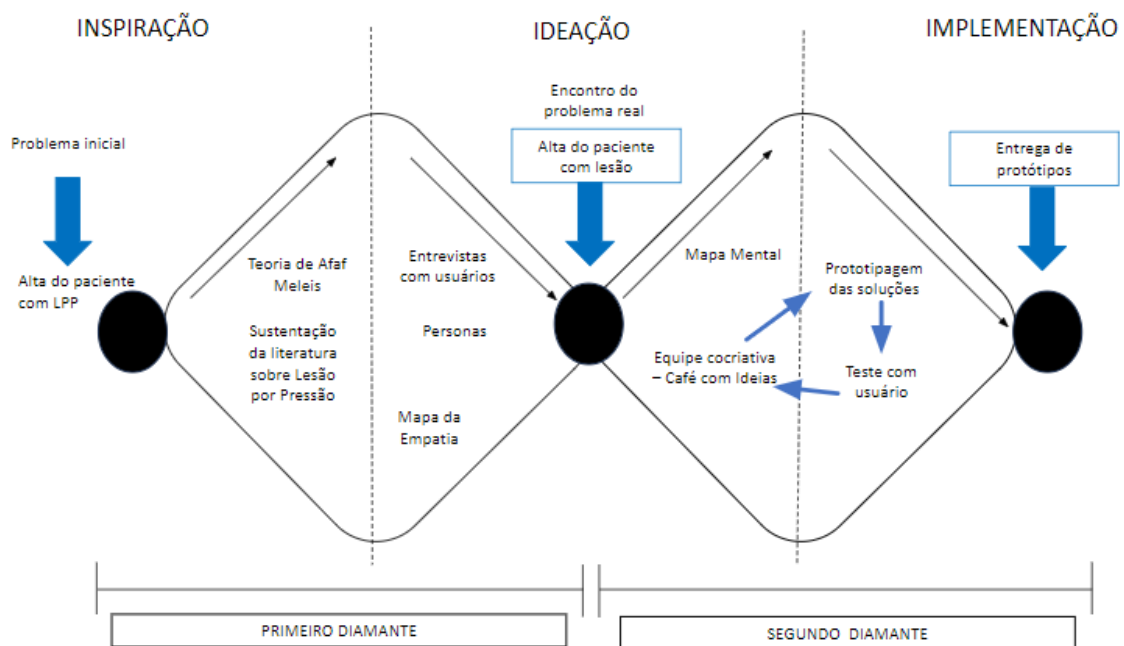 INSPIRAÇÃO
IDEAÇÃO
IMPLEMENTAÇÃO
Problema inicial
Alta do paciente
com LPP
Teoria de Afaf
Meleis
Sustentação
da literatura
sobre Lesão
por Pressão
Entrevistas
com usuários
Personas
Mapa da
Empatia
Encontro do
problema real
Alta do paciente
com lesão
Mapa Mental
Equipe cocriativa
– Café com Ideias
Prototipagem
das soluções
Teste com
usuário
Entrega de
protótipos
PRIMEIRO DIAMANTE
SEGUNDO DIAMANTE